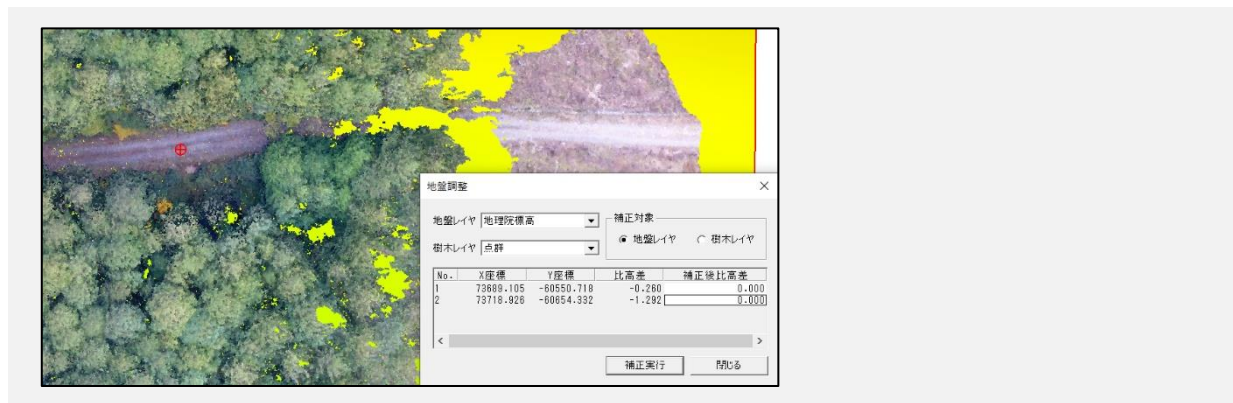 地盤調整
地盤レイヤ 地理院標高
補正対象
地盤レイヤ 樹木レイヤ
樹木レイヤ 点群
No. X座標 Y座標 比高差 補正後比高差
1 73689.105 -60550.718 -0.260 0.000
2 73718.926 -60654.332 -1.292 0.000
補正実行 閉じる